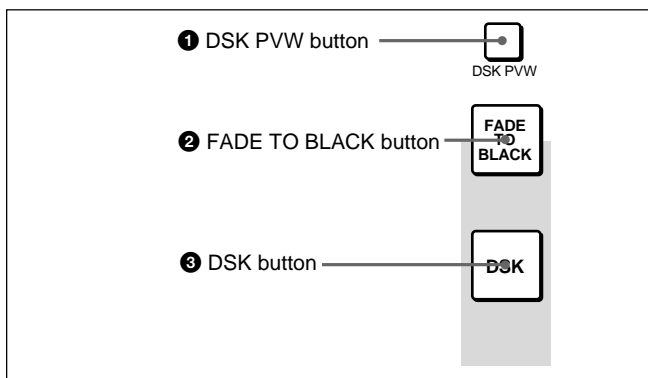 ❶ DSK PVW button
DSK PVW
❷ FADE TO BLACK button
FADE
TO
BLACK
❸ DSK button
DSK